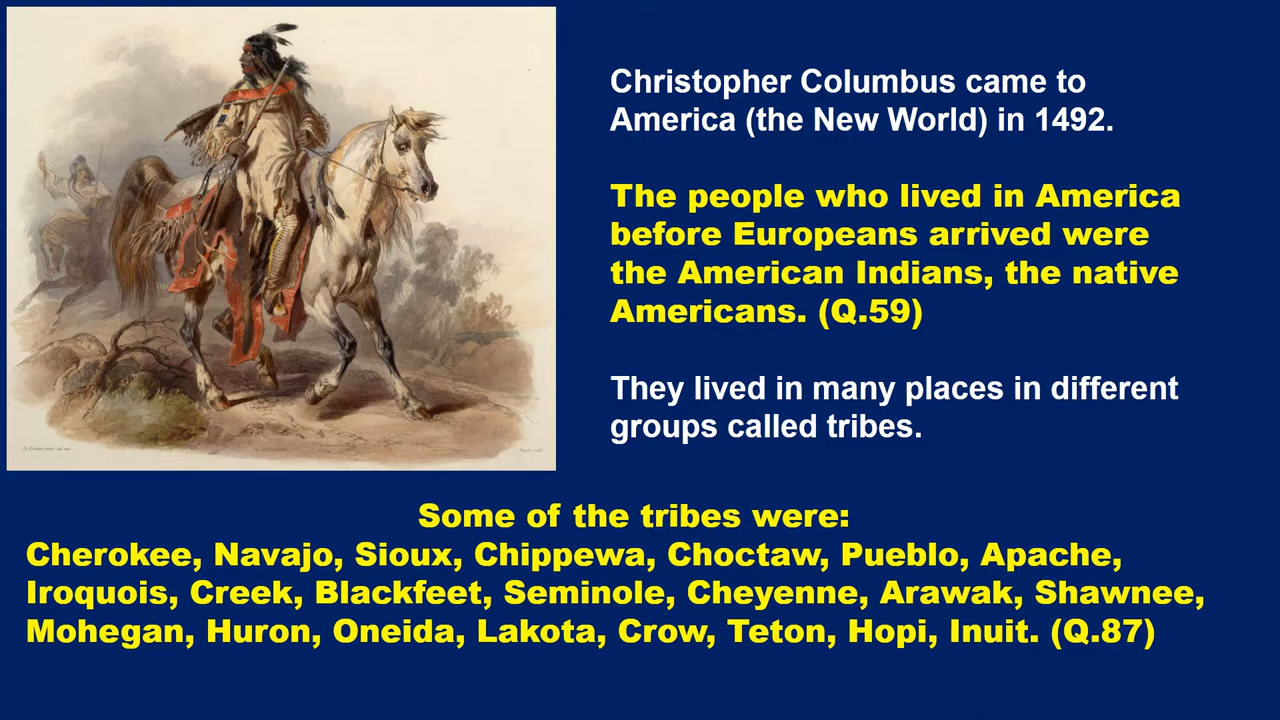 Christopher Columbus came to
America (the New World) in 1492.
The people who lived in America
before Europeans arrived were
the American Indians, the native
Americans. (Q.59)
They lived in many places in different
groups called tribes.
Some of the tribes were:
Cherokee, Navajo, Sioux, Chippewa, Choctaw, Pueblo, Apache,
Iroquois, Creek, Blackfeet, Seminole, Cheyenne, Arawak, Shawnee,
Mohegan, Huron, Oneida, Lakota, Crow, Teton, Hopi, Inuit. (Q.87)